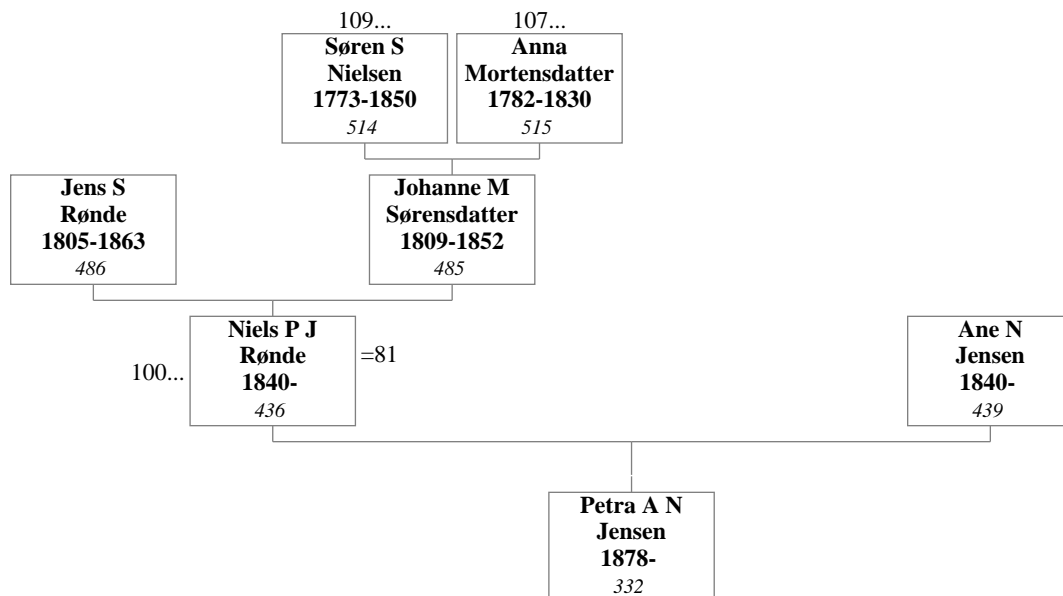 109...
107...
Søren S
Nielsen
1773-1850
514
Anna
Mortensdatter
1782-1830
515
Jens S
Rønde
1805-1863
486
Johanne M
Sørensdatter
1809-1852
485
100...
Niels P J
Rønde
1840-
436
=81
Ane N
Jensen
1840-
439
Petra A N
Jensen
1878-
332